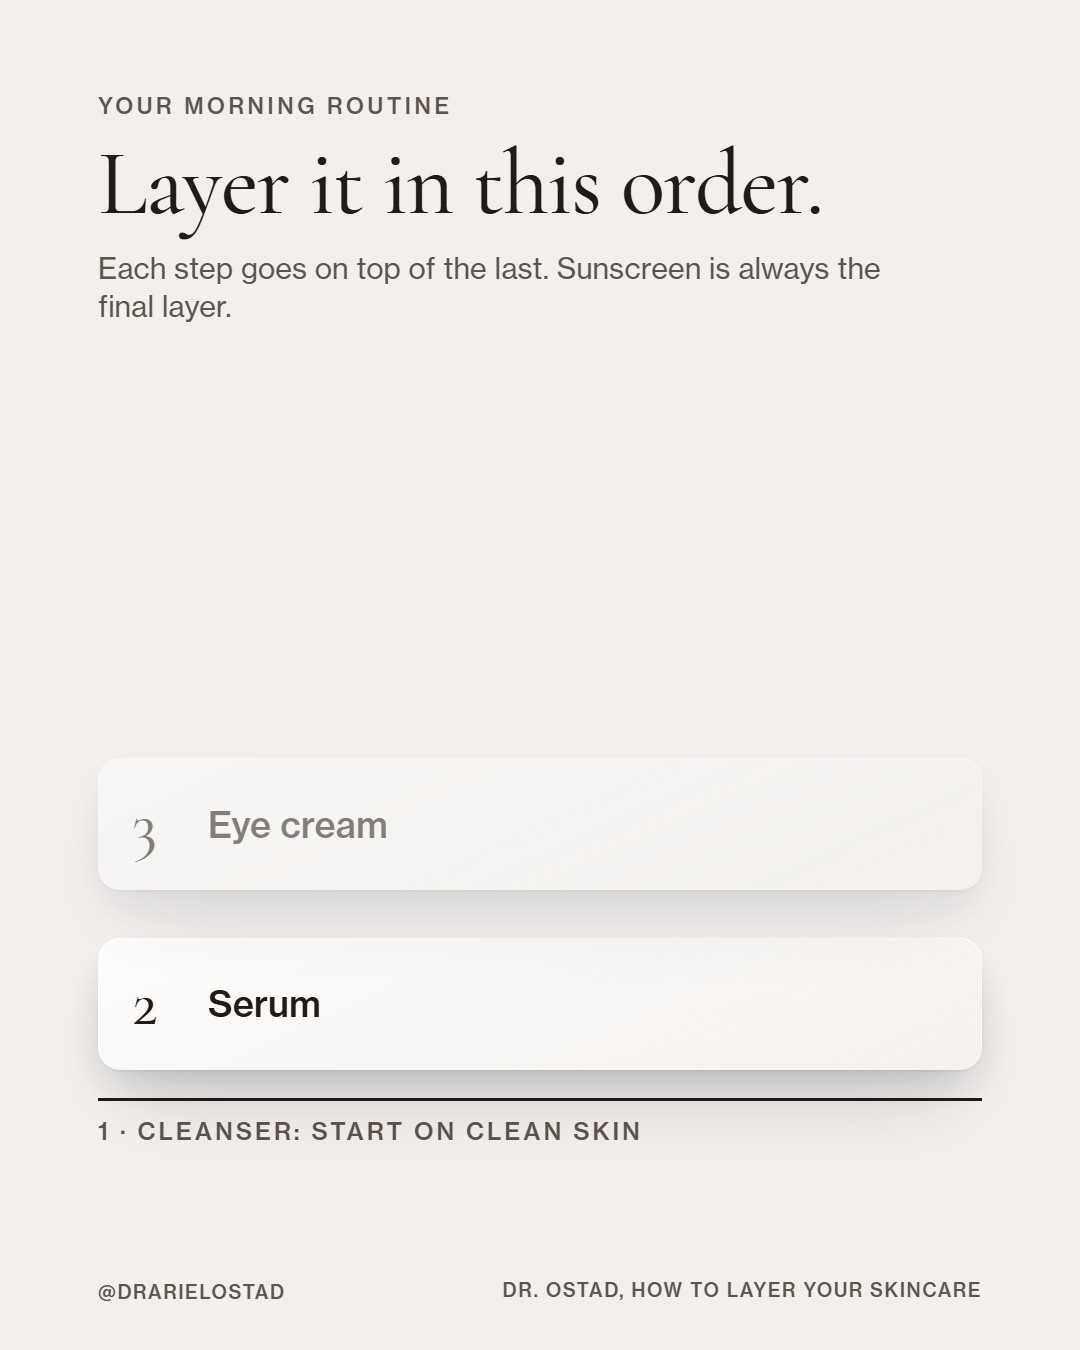 YOUR MORNING ROUTINE
Layer it in this order.
Each step goes on top of the last. Sunscreen is always the
final layer.
3 Eye cream
2 Serum
1 · CLEANSER: START ON CLEAN SKIN
@DRARIELOSTAD
DR. OSTAD, HOW TO LAYER YOUR SKINCARE